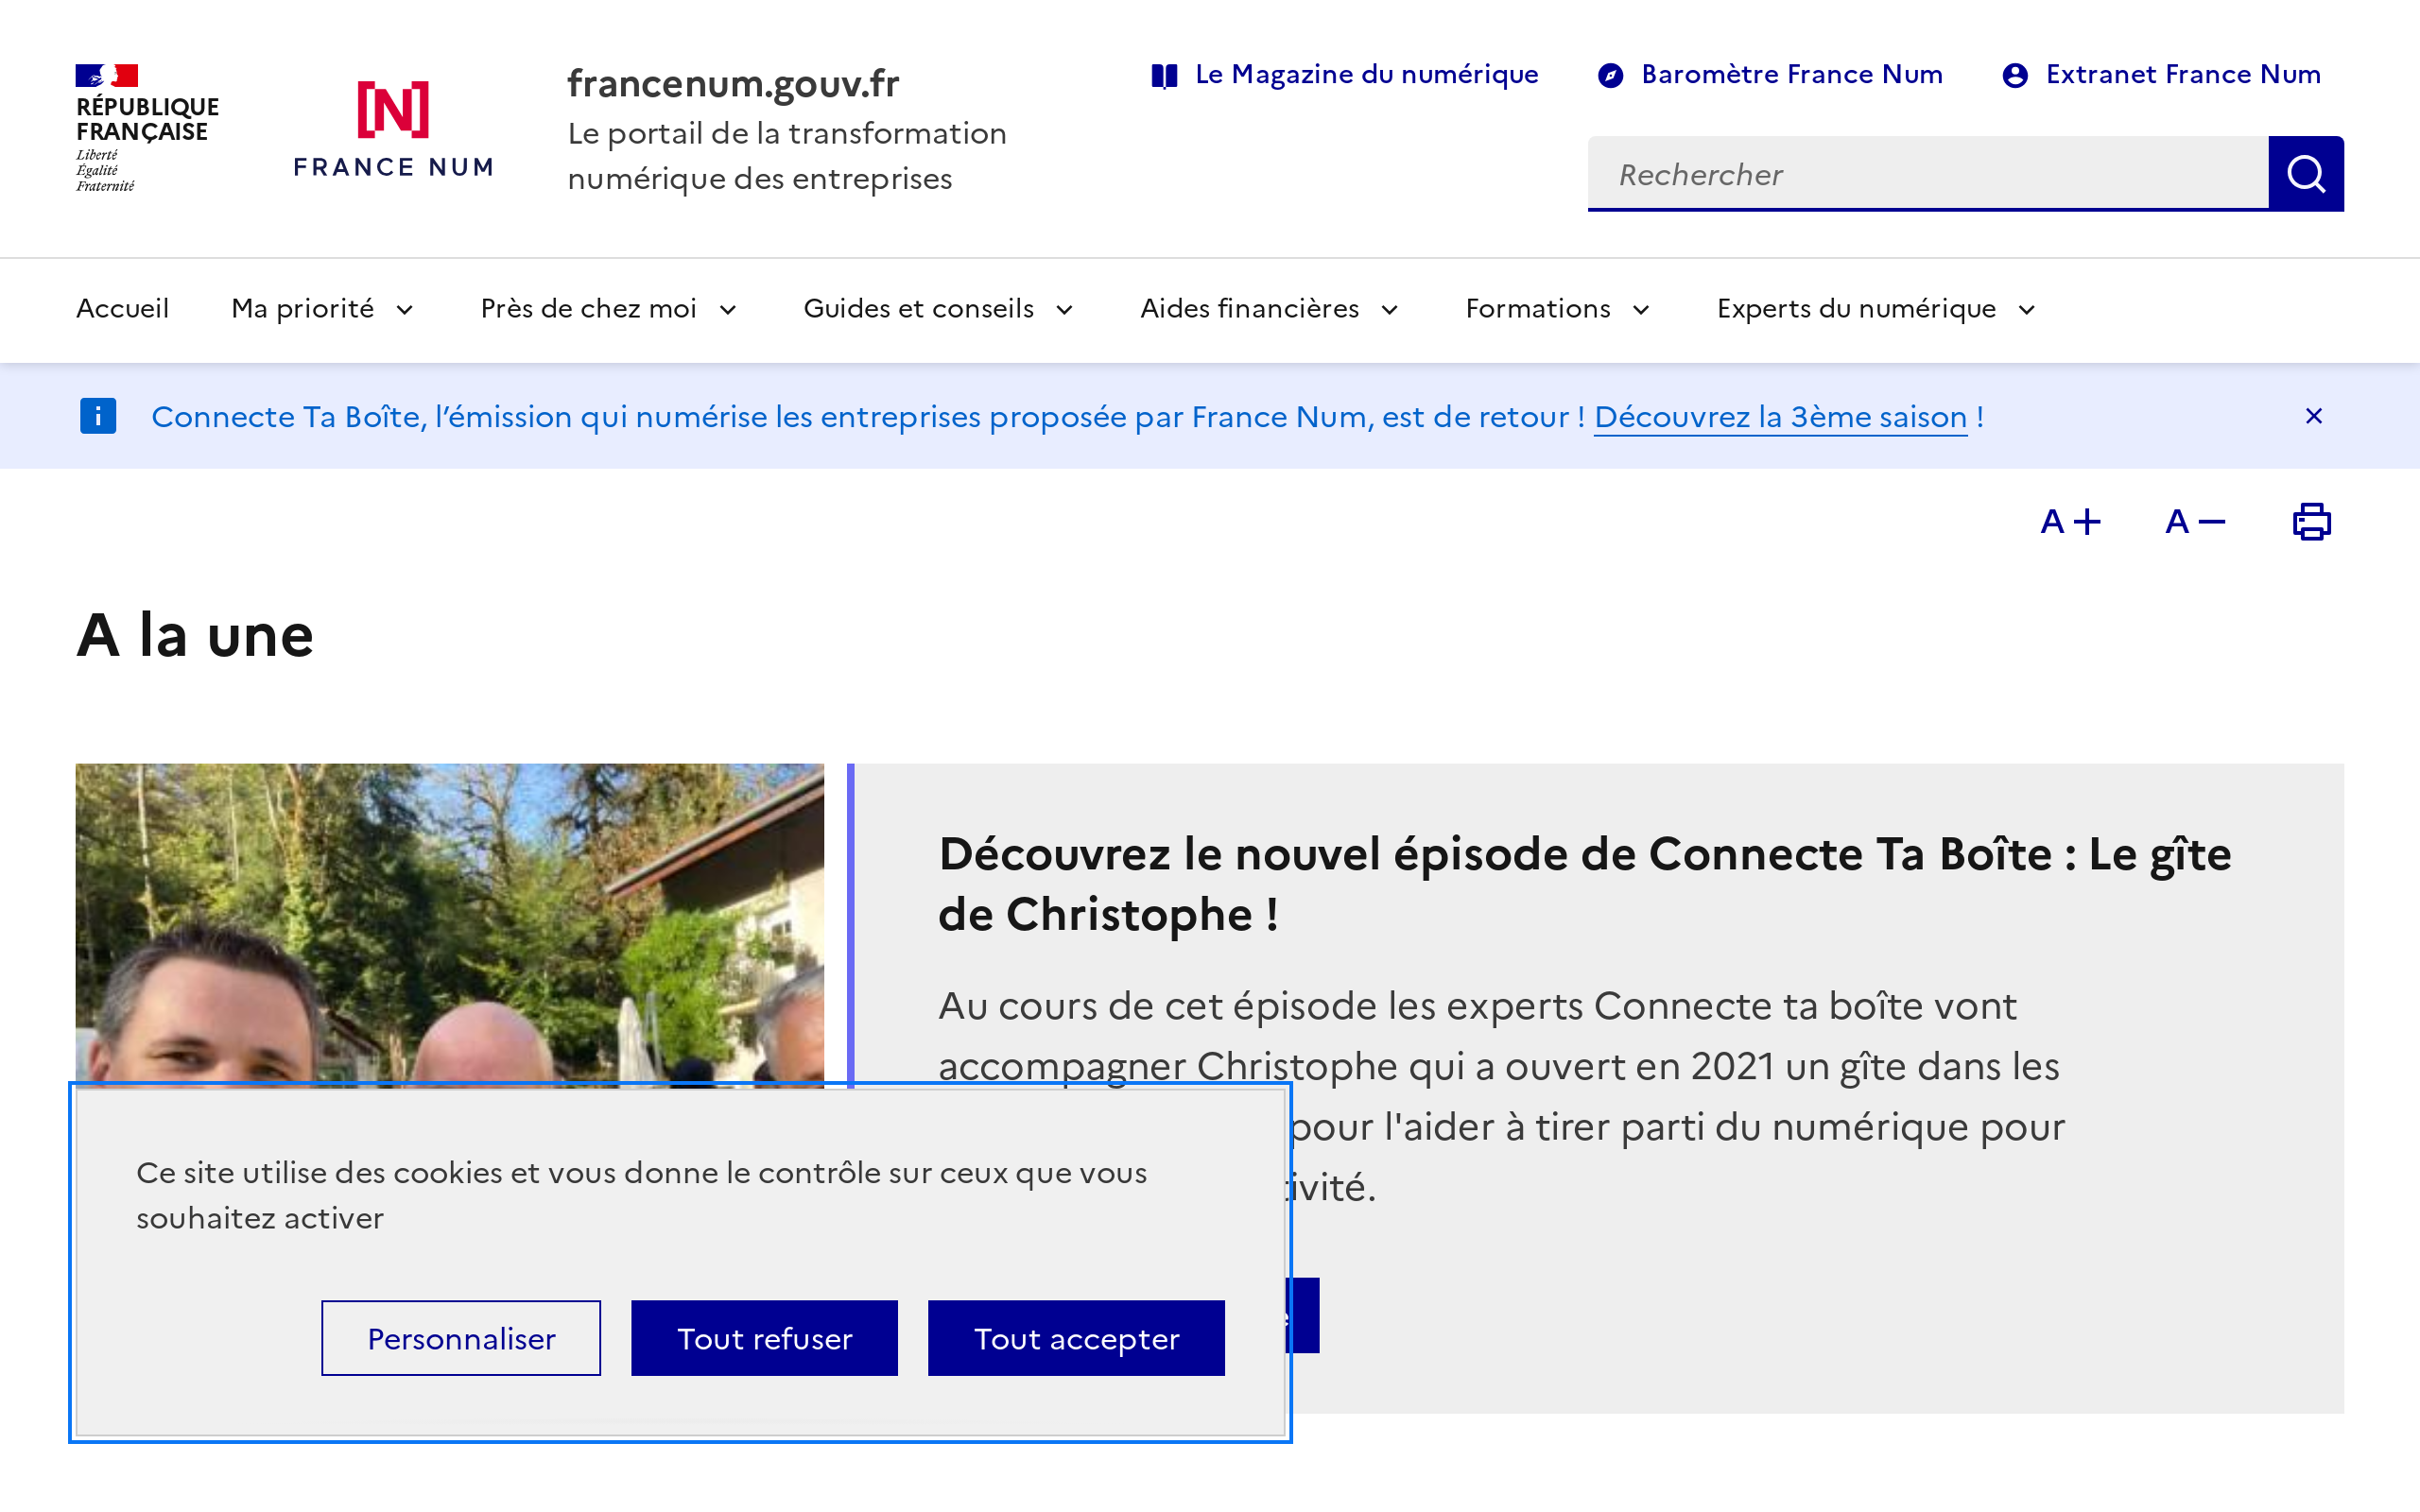 RÉPUBLIQUE
FRANÇAISE
Liberté
Égalité
Fraternité
FRANCE NUM
francenum.gouv.fr
Le portail de la transformation
numérique des entreprises
Le Magazine du numérique
Baromètre France Num
Extranet France Num
Rechercher
Accueil
Ma priorité
Près de chez moi
Guides et conseils
Aides financières
Formations
Experts du numérique
Connecte Ta Boîte, l’émission qui numérise les entreprises proposée par France Num, est de retour ! Découvrez la 3ème saison !
A+
A−
A la une
Découvrez le nouvel épisode de Connecte Ta Boîte : Le gîte
de Christophe !
Au cours de cet épisode les experts Connecte ta boîte vont
accompagner Christophe qui a ouvert en 2021 un gîte dans les
pour l'aider à tirer parti du numérique pour
Ce site utilise des cookies et vous donne le contrôle sur ceux que vous
souhaitez activer
Personnaliser
Tout refuser
Tout accepter